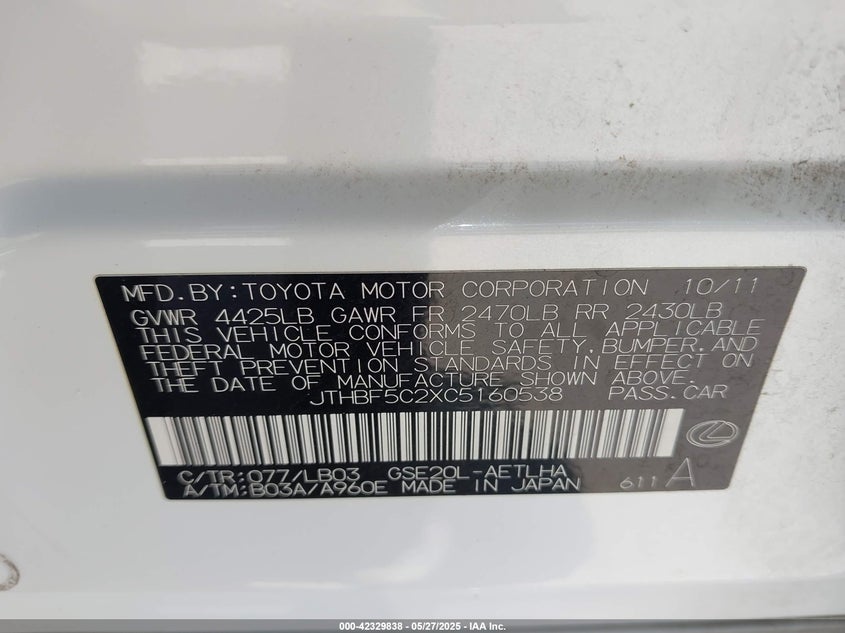 MFD.BY:TOYOTA MOTOR CORPORATION 10/11
GVWR 4425LB GAWR FR 2470LB RR 2430LB
THIS VEHICLE CONFORMS TO ALL APPLICABLE
FEDERAL MOTOR VEHICLE SAFETY,BUMPER,AND
THEFT PREVENTION STANDARDS IN EFFECT ON
THE DATE OF MANUFACTURE SHOWN ABOVE.
JTHBF5C2XC5160538 PASS.CAR
C/TR:077/LB03 GSE20L-AETLHA
A/TM:B03A/A960E MADE IN JAPAN 611A
000-42329838 - 05/27/2025 - IAA Inc.